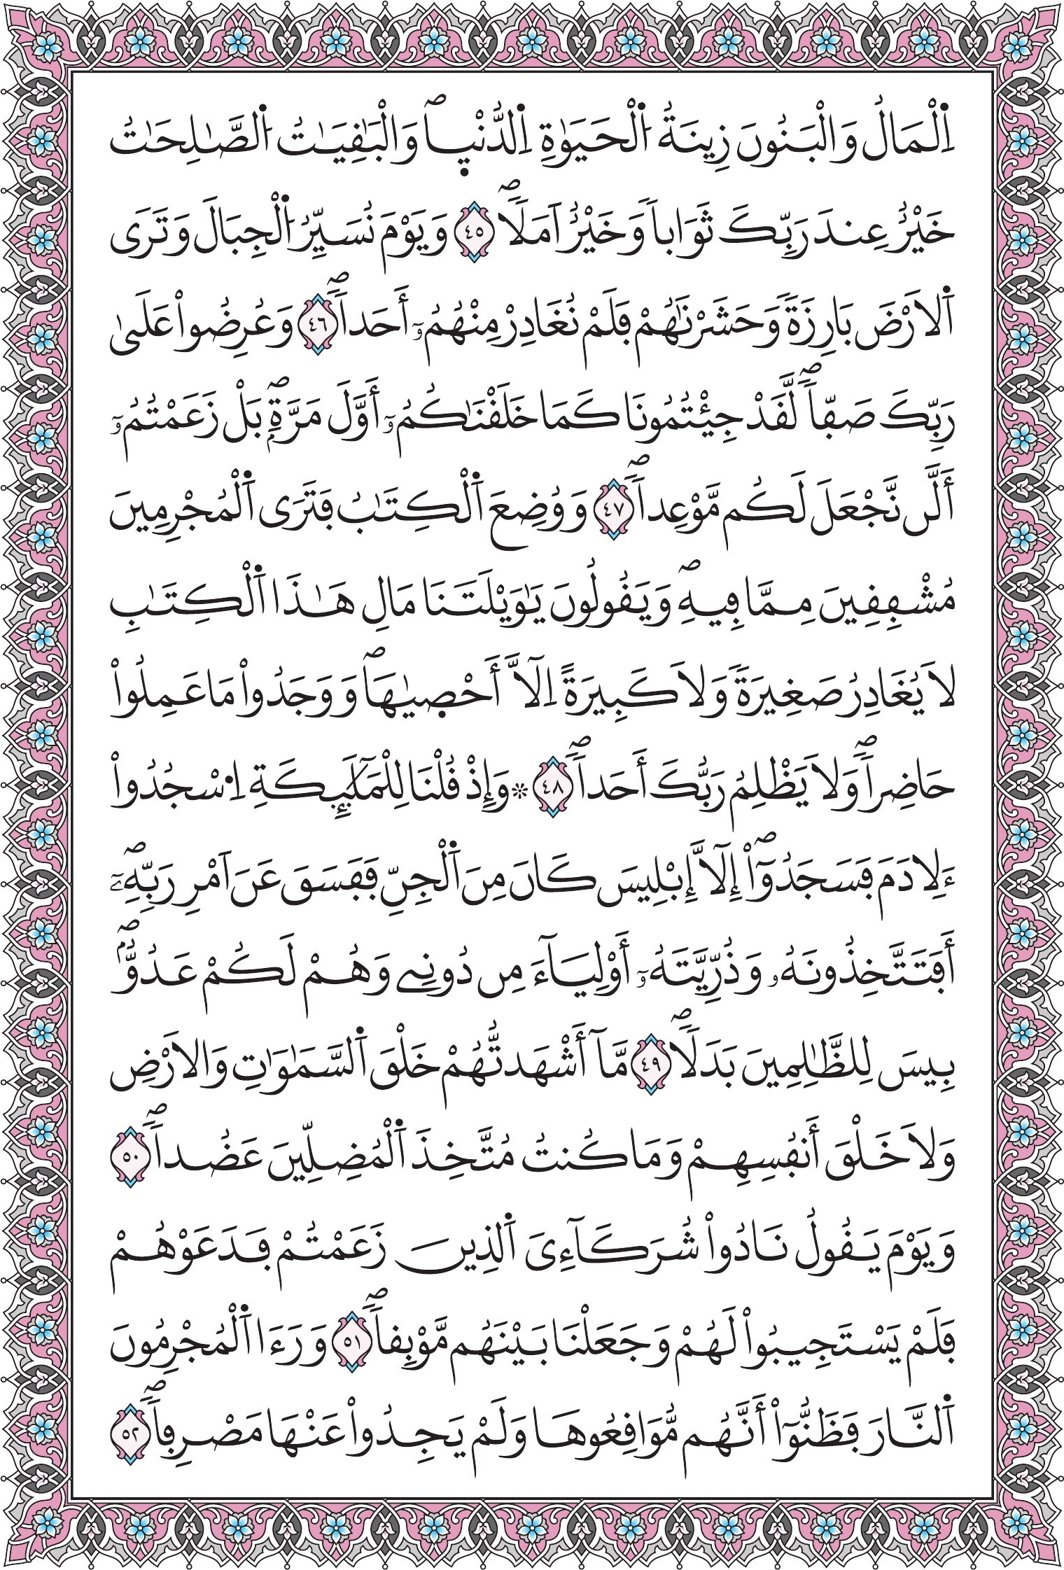 اِ۬لْمَالُ وَالْبَنُونَ زِينَةُ اُ۬لْحَيَوٰةِ اِ۬لدُّنْي۪اۖ وَالْبَٰقِيَٰتُ اُ۬لصَّٰلِحَٰتُ
خَيْرٌ عِندَ رَبِّكَ ثَوَاباٗ وَخَيْرٌ اَمَلاٗۖ ٤٥ وَيَوْمَ نُسَيِّرُ اُ۬لْجِبَالَ وَتَرَى
اَ۬لَارْضَ بَارِزَةٗ وَحَشَرْنَٰهُمْ فَلَمْ نُغَادِرْ مِنْهُمُۥٓ أَحَداٗۖ ٤٦ وَعُرِضُواْ عَلَىٰ
رَبِّكَ صَفّاٗۖ لَّقَدْ جِئْتُمُونَا كَمَا خَلَقْنَٰكُمُۥٓ أَوَّلَ مَرَّةِۢۖ بَلْ زَعَمْتُمُۥٓ
أَلَّن نَّجْعَلَ لَكُم مَّوْعِداٗۖ ٤٧ وَوُضِعَ اَ۬لْكِتَٰبُ فَتَرَى اَ۬لْمُجْرِمِينَ
مُشْفِقِينَ مِمَّا فِيهِۖ وَيَقُولُونَ يَٰوَيْلَتَنَا مَالِ هَٰذَا اَ۬لْكِتَٰبِ
لَا يُغَادِرُ صَغِيرَةٗ وَلَا كَبِيرَةً اِلَّآ أَحْص۪يٰهَاۖ وَوَجَدُواْ مَا عَمِلُواْ
حَاضِراٗۖ وَلَا يَظْلِمُ رَبُّكَ أَحَداٗۖ ٤٨ ۞وَإِذْ قُلْنَا لِلْمَلَٰٓئِكَةِ اِ۟سْجُدُواْ
ءَلِادَمَ فَسَجَدُوٓاْۖ إِلَّآ إِبْلِيسَ كَانَ مِنَ اَ۬لْجِنِّ فَفَسَقَ عَنَ اَمْرِ رَبِّهِۦٓۖ
أَفَتَتَّخِذُونَهُۥ وَذُرِّيَّتَهُۥٓ أَوْلِيَآءَ مِن دُونِے وَهُمْ لَكُمْ عَدُوُّۢۖ
بِيسَ لِلظَّٰلِمِينَ بَدَلاٗۖ ٤٩ مَّآ أَشْهَدتُّهُمْ خَلْقَ اَ۬لسَّمَٰوَٰتِ وَالَارْضِ
وَلَا خَلْقَ أَنفُسِهِمْ وَمَا كُنتُ مُتَّخِذَ اَ۬لْمُضِلِّينَ عَضُداٗۖ ٥٠
وَيَوْمَ يَقُولُ نَادُواْ شُرَكَآءِيَ اَ۬لذِينَ زَعَمْتُمْ فَدَعَوْهُمْ
فَلَمْ يَسْتَجِيبُواْ لَهُمْ وَجَعَلْنَا بَيْنَهُم مَّوْبِقاٗۖ ٥١ وَرَءَا اَ۬لْمُجْرِمُونَ
اَ۬لنَّارَ فَظَنُّوٓاْ أَنَّهُم مُّوَاقِعُوهَا وَلَمْ يَجِدُواْ عَنْهَا مَصْرِفاٗۖ ٥٢